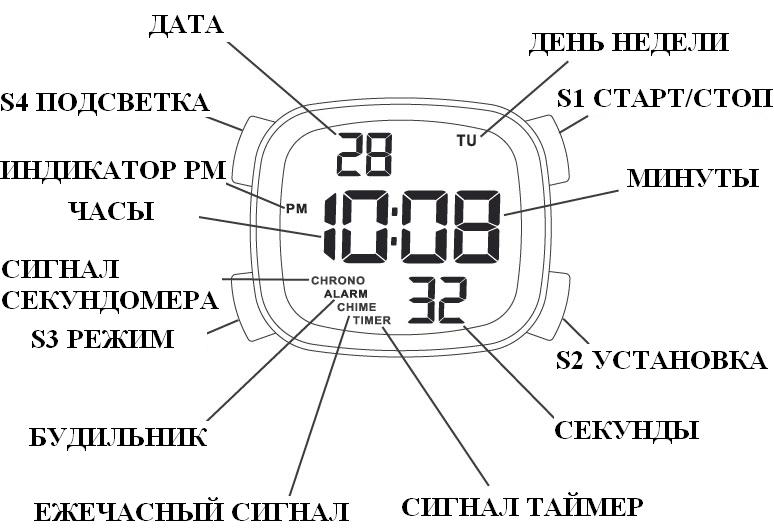 ДАТА
ДЕНЬ НЕДЕЛИ
S4 ПОДСВЕТКА
S1 СТАРТ/СТОП
28
TU
ИНДИКАТОР РМ
МИНУТЫ
PM
10:08
ЧАСЫ
СИГНАЛ
СЕКУНДОМЕРА
CHRONO
ALARM
CHIME
TIMER
32
S3 РЕЖИМ
S2 УСТАНОВКА
БУДИЛЬНИК
СЕКУНДЫ
ЕЖЕЧАСНЫЙ СИГНАЛ
СИГНАЛ ТАЙМЕР